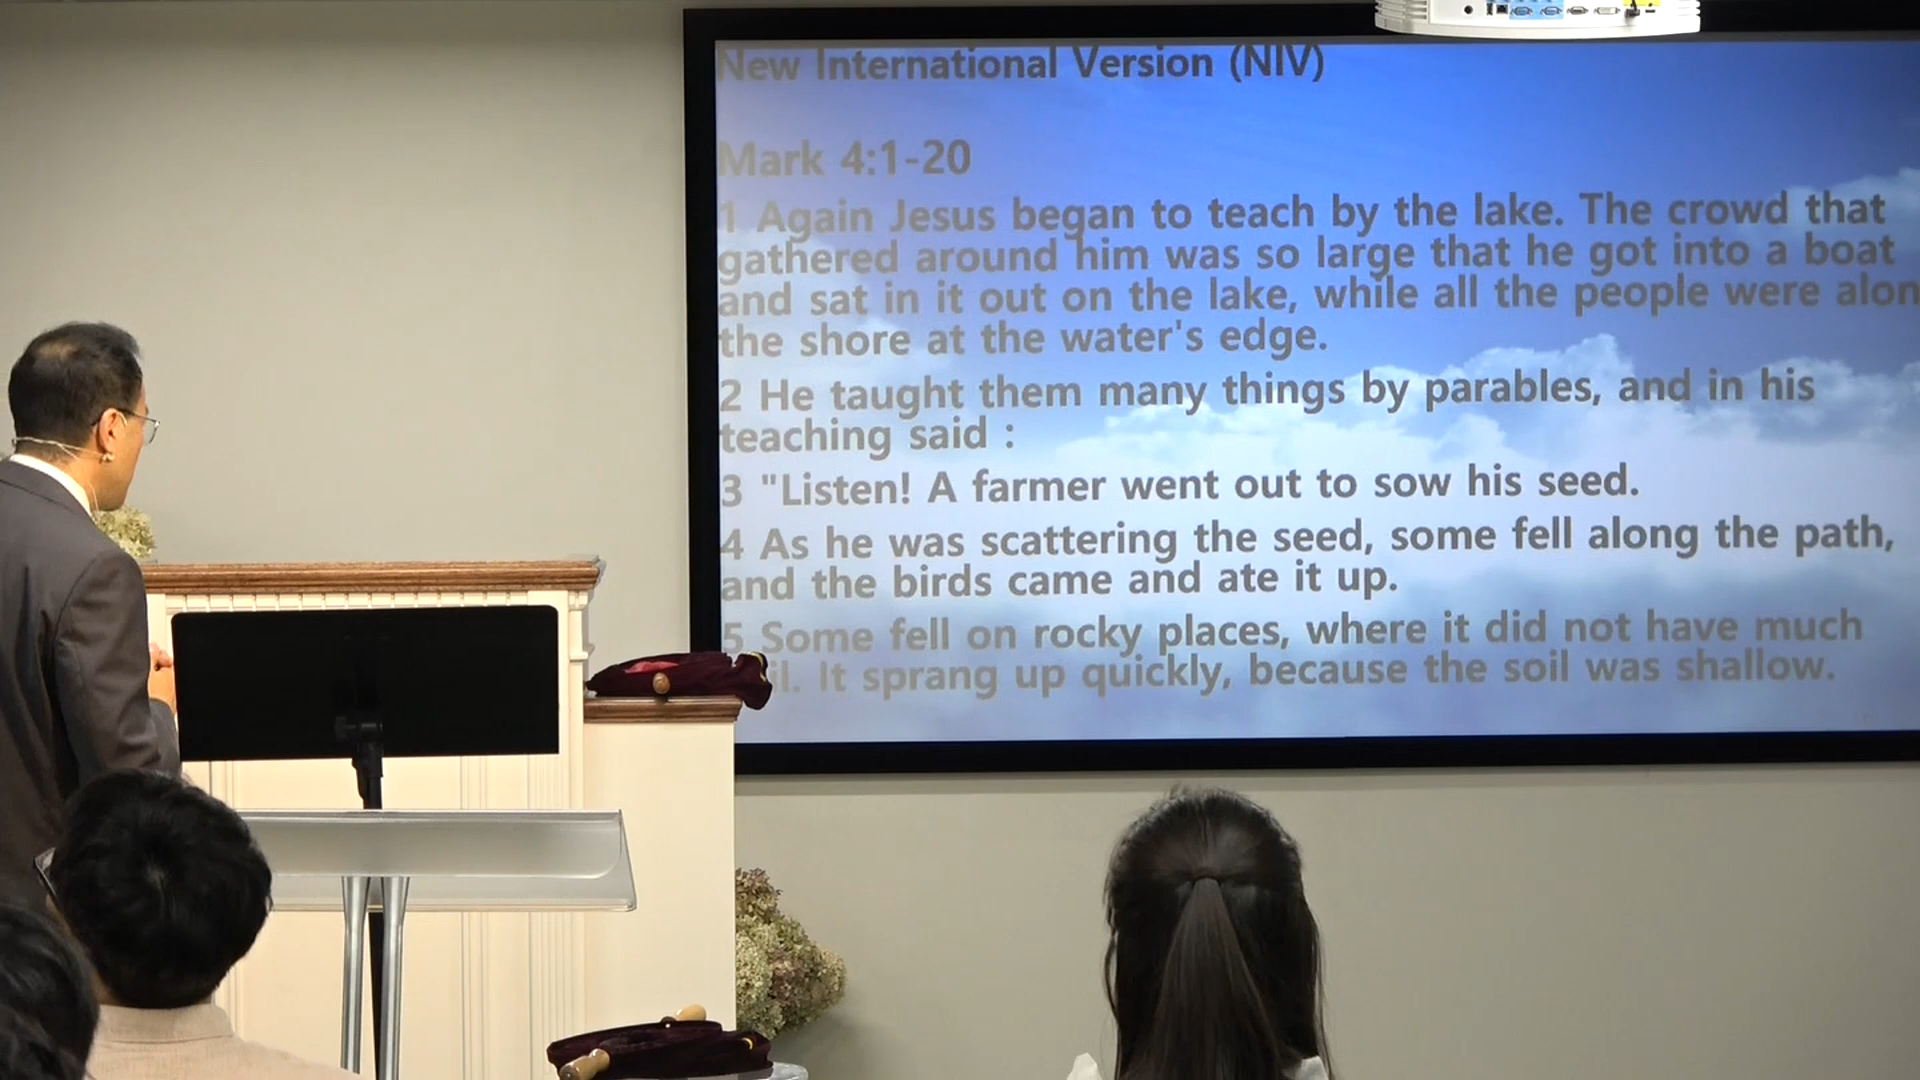 New International Version (NIV)
Mark 4:1-20
1 Again Jesus began to teach by the lake. The crowd that
gathered around him was so large that he got into a boat
and sat in it out on the lake, while all the people were alon
the shore at the water's edge.
2 He taught them many things by parables, and in his
teaching said :
3 "Listen! A farmer went out to sow his seed.
4 As he was scattering the seed, some fell along the path,
and the birds came and ate it up.
5 Some fell on rocky places, where it did not have much
il. It sprang up quickly, because the soil was shallow.